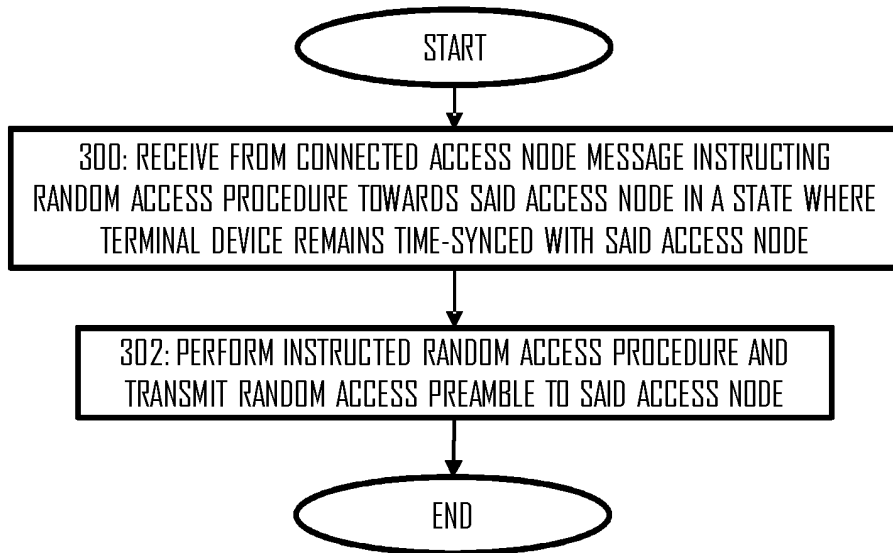 START
300: RECEIVE FROM CONNECTED ACCESS NODE MESSAGE INSTRUCTING
RANDOM ACCESS PROCEDURE TOWARDS SAID ACCESS NODE IN A STATE WHERE
TERMINAL DEVICE REMAINS TIME-SYNCED WITH SAID ACCESS NODE
302: PERFORM INSTRUCTED RANDOM ACCESS PROCEDURE AND
TRANSMIT RANDOM ACCESS PREAMBLE TO SAID ACCESS NODE
END